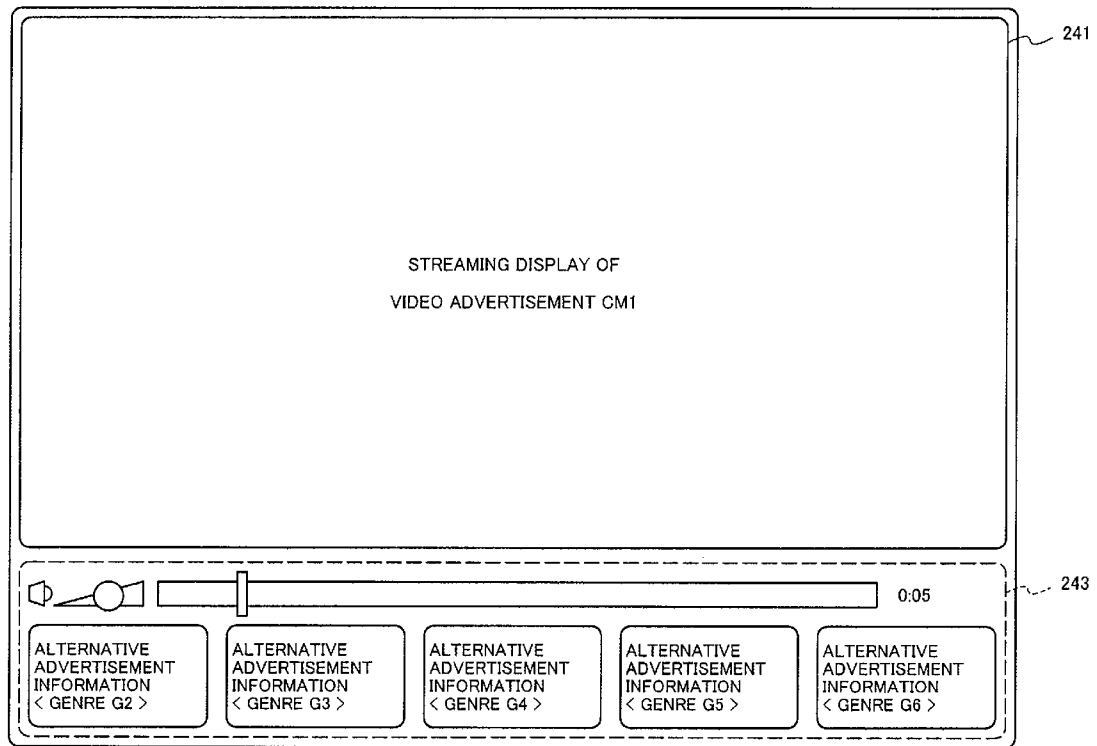 241
STREAMING DISPLAY OF
VIDEO ADVERTISEMENT CM1
243
0:05
ALTERNATIVE
ADVERTISEMENT
INFORMATION
< GENRE G2 >
ALTERNATIVE
ADVERTISEMENT
INFORMATION
< GENRE G3 >
ALTERNATIVE
ADVERTISEMENT
INFORMATION
< GENRE G4 >
ALTERNATIVE
ADVERTISEMENT
INFORMATION
< GENRE G5 >
ALTERNATIVE
ADVERTISEMENT
INFORMATION
< GENRE G6 >